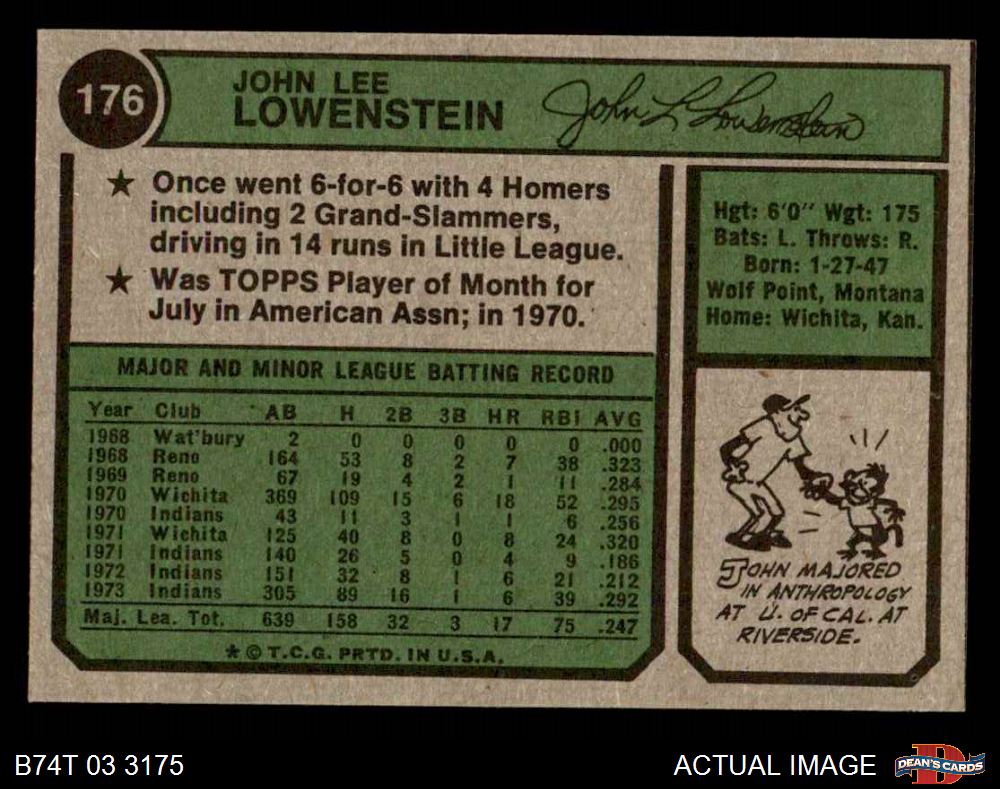 176
JOHN LEE
LOWENSTEIN
John L Lowenstein
★ Once went 6-for-6 with 4 Homers
including 2 Grand-Slammers,
driving in 14 runs in Little League.
★ Was TOPPS Player of Month for
July in American Assn; in 1970.
Hgt: 6'0" Wgt: 175
Bats: L. Throws: R.
Born: 1-27-47
Wolf Point, Montana
Home: Wichita, Kan.
MAJOR AND MINOR LEAGUE BATTING RECORD
Year Club AB H 2B 3B HR RBI AVG
1968 Wat'bury 2 0 0 0 0 0 .000
1968 Reno 164 53 8 2 7 38 .323
1969 Reno 67 19 4 2 1 11 .284
1970 Wichita 369 109 15 6 18 52 .295
1970 Indians 43 11 3 1 1 6 .256
1971 Wichita 125 40 8 0 8 24 .320
1971 Indians 140 26 5 0 4 9 .186
1972 Indians 151 32 8 1 6 21 .212
1973 Indians 305 89 16 1 6 39 .292
Maj. Lea. Tot. 639 158 32 3 17 75 .247
★ © T.C.G. PRTD. IN U.S.A.
JOHN MAJORED
IN ANTHROPOLOGY
AT U. OF CAL. AT
RIVERSIDE.
B74T 03 3175
ACTUAL IMAGE
DEAN'S CARDS